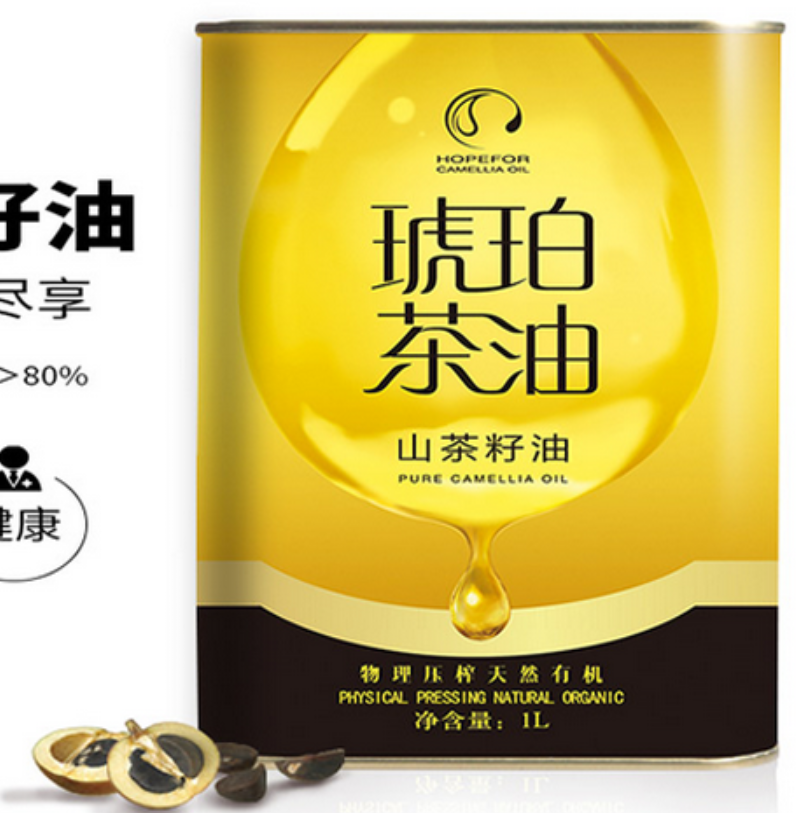 籽油
尽享
>80%
健康
HOPEFOR
CAMELLIA OIL
琥珀
茶油
山茶籽油
PURE CAMELLIA OIL
物理压榨天然有机
PHYSICAL PRESSING NATURAL ORGANIC
净含量：1L